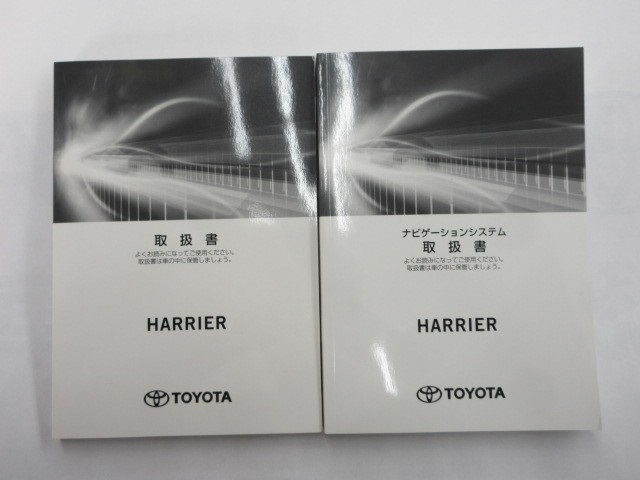 取扱書
よくお読みになってご使用ください。
取扱書は車の中に保管しましょう。
HARRIER
TOYOTA
ナビゲーションシステム
取扱書
よくお読みになってご使用ください。
取扱書は車の中に保管しましょう。
HARRIER
TOYOTA